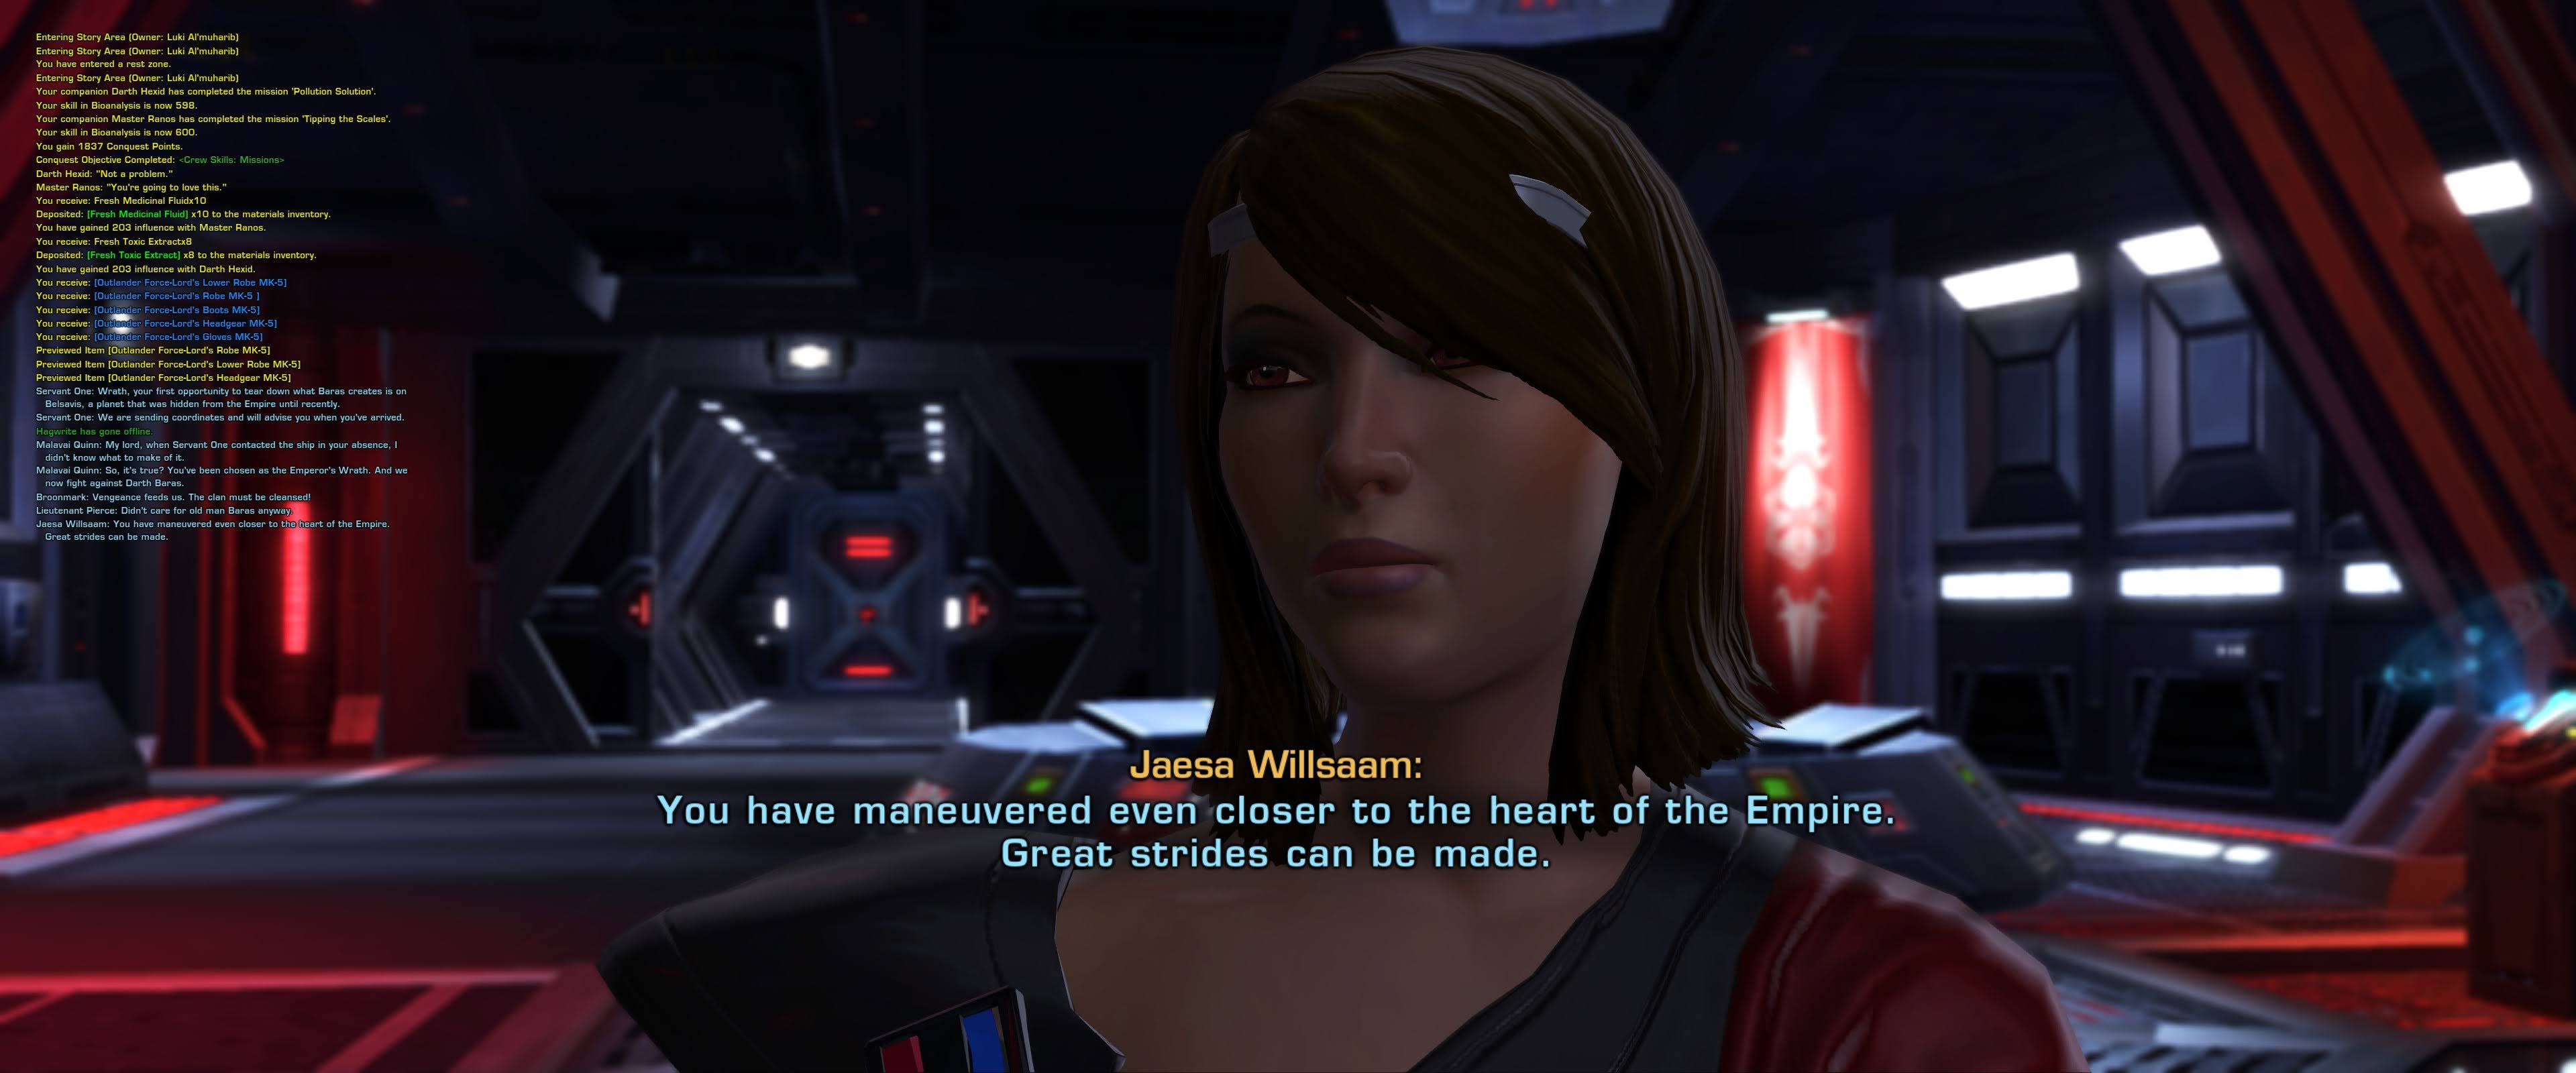 Entering Story Area (Owner: Luki Al'muharib)
Entering Story Area (Owner: Luki Al'muharib)
You have entered a rest zone.
Entering Story Area (Owner: Luki Al'muharib)
Your companion Darth Hexid has completed the mission 'Pollution Solution'.
Your skill in Bioanalysis is now 598.
Your companion Master Ranos has completed the mission 'Tipping the Scales'.
Your skill in Bioanalysis is now 600.
You gain 1837 Conquest Points.
Conquest Objective Completed: <Crew Skills: Missions>
Darth Hexid: "Not a problem."
Master Ranos: "You're going to love this."
You receive: Fresh Medicinal Fluidx10
Deposited: [Fresh Medicinal Fluid] x10 to the materials inventory.
You have gained 203 influence with Master Ranos.
You receive: Fresh Toxic Extractx8
Deposited: [Fresh Toxic Extract] x8 to the materials inventory.
You have gained 203 influence with Darth Hexid.
You receive: [Outlander Force-Lord's Lower Robe MK-5]
You receive: [Outlander Force-Lord's Robe MK-5 ]
You receive: [Outlander Force-Lord's Boots MK-5]
You receive: [Outlander Force-Lord's Headgear MK-5]
You receive: [Outlander Force-Lord's Gloves MK-5]
Previewed Item [Outlander Force-Lord's Robe MK-5]
Previewed Item [Outlander Force-Lord's Lower Robe MK-5]
Previewed Item [Outlander Force-Lord's Headgear MK-5]
Servant One: Wrath, your first opportunity to tear down what Baras creates is on
Belsavis, a planet that was hidden from the Empire until recently.
Servant One: We are sending coordinates and will advise you when you've arrived.
Hagwrite has gone offline.
Malavai Quinn: My lord, when Servant One contacted the ship in your absence, I
didn't know what to make of it.
Malavai Quinn: So, it's true? You've been chosen as the Emperor's Wrath. And we
now fight against Darth Baras.
Broonmark: Vengeance feeds us. The clan must be cleansed!
Lieutenant Pierce: Didn't care for old man Baras anyway.
Jaesa Willsaam: You have maneuvered even closer to the heart of the Empire.
Great strides can be made.
Jaesa Willsaam:
You have maneuvered even closer to the heart of the Empire.
Great strides can be made.